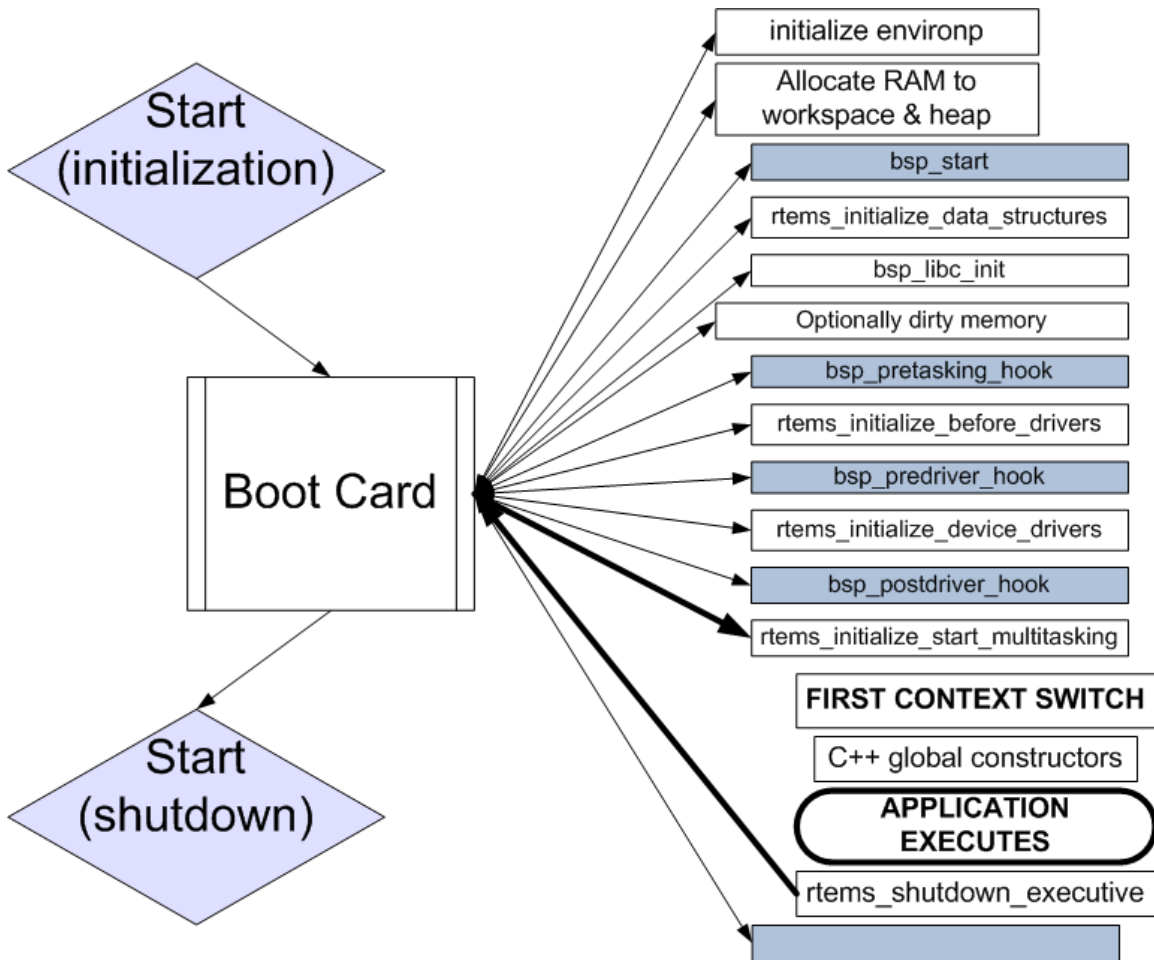 Start
(initialization)
Boot Card
Start
(shutdown)
initialize environp
Allocate RAM to
workspace & heap
bsp_start
rtems_initialize_data_structures
bsp_libc_init
Optionally dirty memory
bsp_pretasking_hook
rtems_initialize_before_drivers
bsp_predriver_hook
rtems_initialize_device_drivers
bsp_postdriver_hook
rtems_initialize_start_multitasking
FIRST CONTEXT SWITCH
C++ global constructors
APPLICATION
EXECUTES
rtems_shutdown_executive